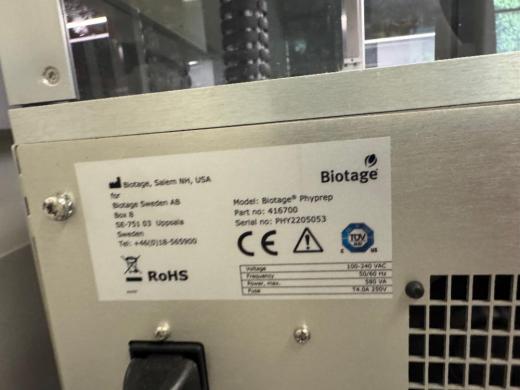 Biotage, Salem NH, USA
for
Biotage Sweden AB
Box 8
SE-751 03 Uppsala
Sweden
Tel: +46(0)18-565900
RoHS
Biotage
Model: Biotage® Phyprep
Part no: 416700
Serial no: PHY2205053
CE
TÜV
Voltage 100-240 VAC
Frequency 50/60 Hz
Power, max. 580 VA
Fuse T4.0A 250V